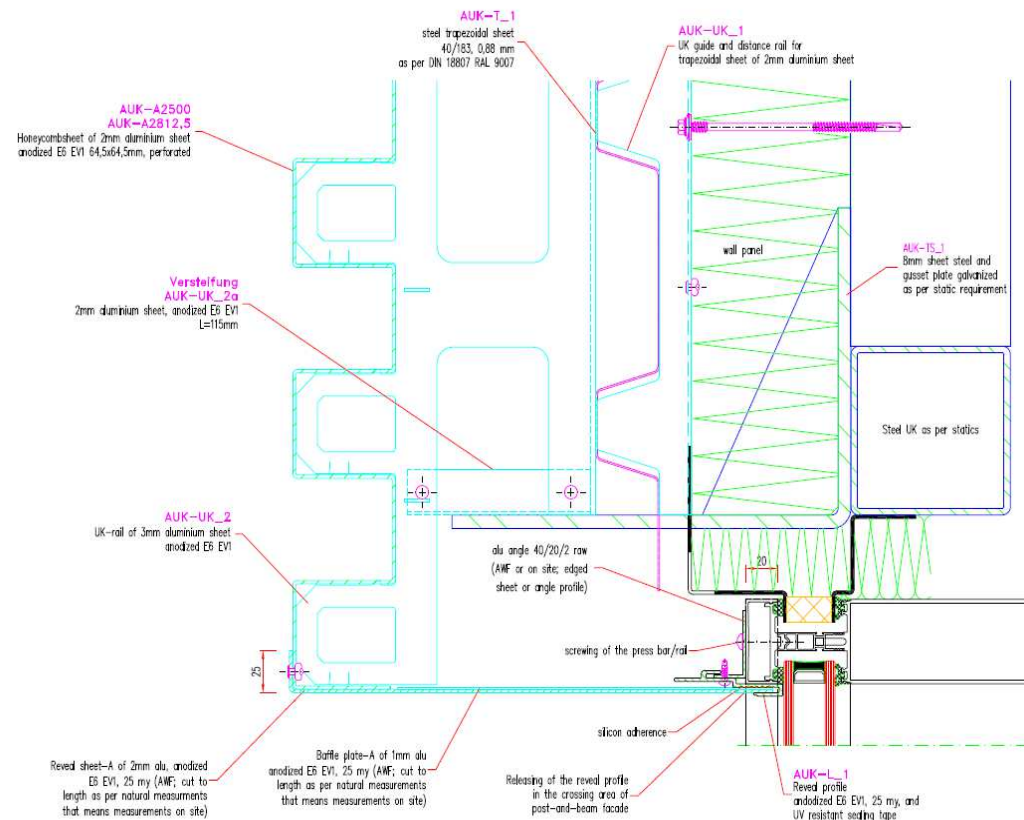 AUK-T_1
steel trapezoidal sheet
40/183, 0,88 mm
as per DIN 18807 RAL 9007
AUK-UK_1
UK guide and distance rail for
trapezoidal sheet of 2mm aluminium sheet
AUK-A2500
AUK-A2812,5
Honeycombsheet of 2mm aluminium sheet
anodized E6 EV1 64,5x64,5mm, perforated
wall panel
AUK-TS_1
8mm sheet steel and
gusset plate galvanized
as per static requirement
Versteifung
AUK-UK_2a
2mm aluminium sheet, anodized E6 EV1
L=115mm
Steel UK as per statics
AUK-UK_2
UK-rail of 3mm aluminium sheet
anodized E6 EV1
alu angle 40/20/2 raw
(AWF or on site; edged
sheet or angle profile)
20
screwing of the press bar/rail
25
silicon adherence
Reveal sheet-A of 2mm alu, anodized
E6 EV1, 25 my (AWF; cut to
length as per natural measurments
that means measurements on site)
Baffle plate-A of 1mm alu
anodized E6 EV1, 25 my (AWF; cut to
length as per natural measurements
that means measurements on site)
Releasing of the reveal profile
in the crossing area of
post-and-beam facade
AUK-L_1
Reveal profile
andodized E6 EV1, 25 my, and
UV resistant sealing tape